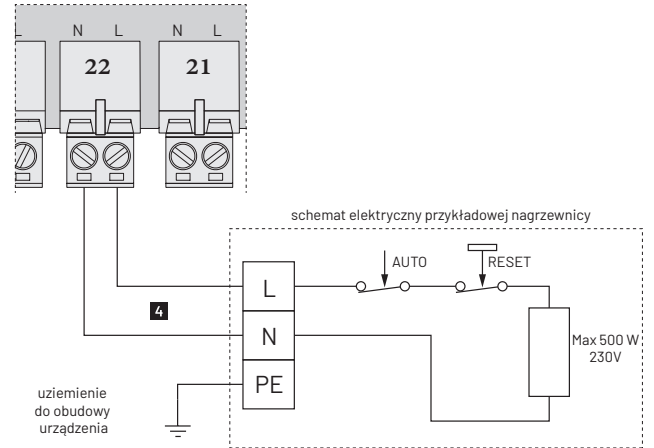 L N L N L
22 21
schemat elektryczny przykładowej nagrzewnicy
AUTO RESET
L
4
N
Max 500 W
230V
PE
uziemienie
do obudowy
urządzenia